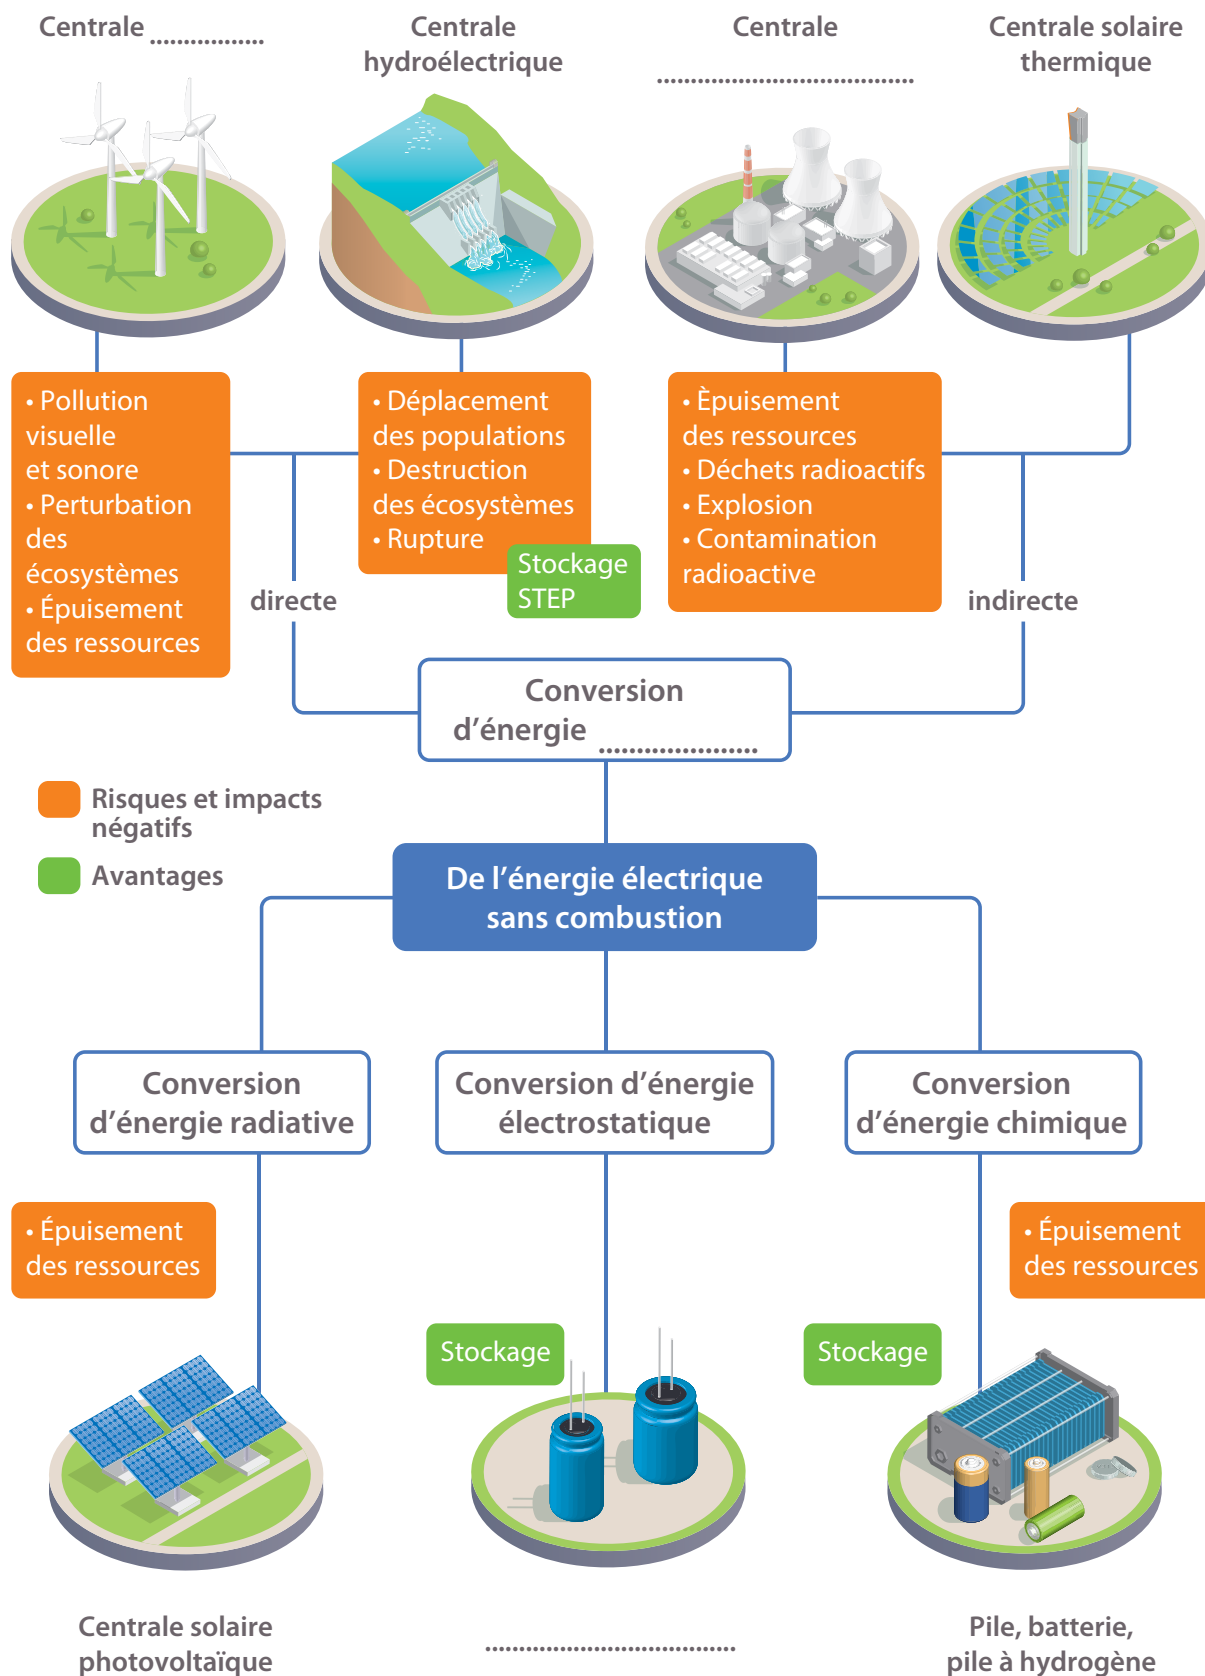 Centrale .................
Centrale
hydroélectrique
Centrale
..................................
Centrale solaire
thermique
• Pollution
visuelle
et sonore
• Perturbation
des
écosystèmes
• Épuisement
des ressources
• Déplacement
des populations
• Destruction
des écosystèmes
• Rupture
Stockage
STEP
• Èpuisement
des ressources
• Déchets radioactifs
• Explosion
• Contamination
radioactive
directe
indirecte
Conversion
d’énergie .....................
Risques et impacts
négatifs
Avantages
De l’énergie électrique
sans combustion
Conversion
d’énergie radiative
Conversion d’énergie
électrostatique
Conversion
d’énergie chimique
• Épuisement
des ressources
Stockage
Stockage
• Épuisement
des ressources
Centrale solaire
photovoltaïque
.................................
Pile, batterie,
pile à hydrogène